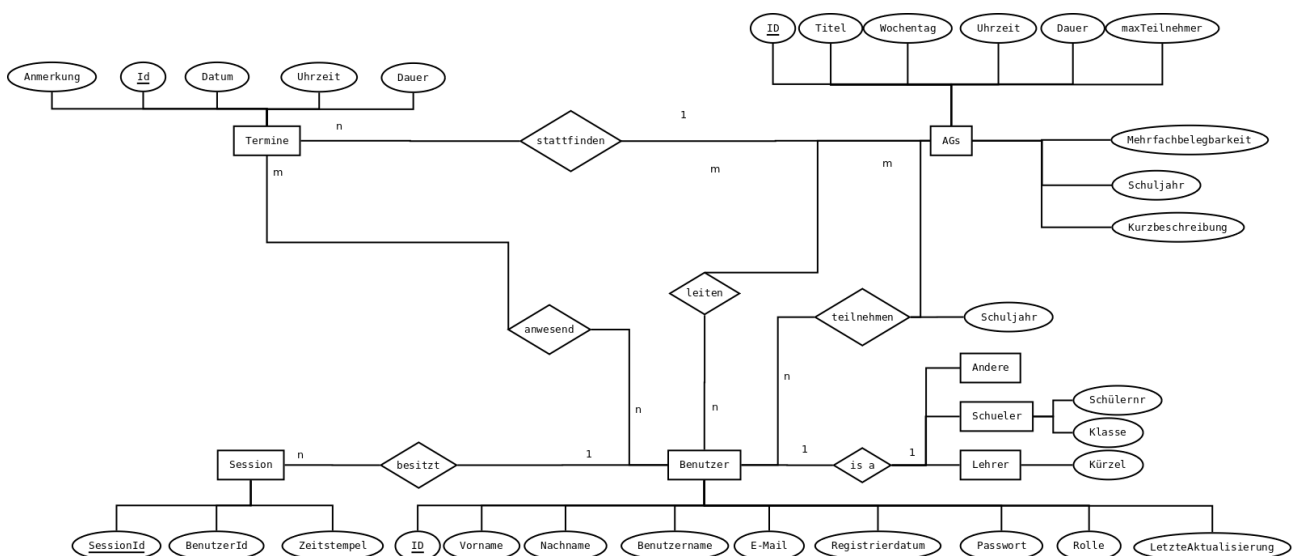 ID Titel Wochentag Uhrzeit Dauer maxTeilnehmer
Anmerkung Id Datum Uhrzeit Dauer
n 1
Termine stattfinden AGs Mehrfachbelegbarkeit
m m m
Schuljahr
Kurzbeschreibung
leiten
teilnehmen Schuljahr
anwesend
Andere
n
Schülernr
n n
Schueler
Klasse
n 1 1 1
Session besitzt Benutzer is a Lehrer Kürzel
SessionId BenutzerId Zeitstempel ID Vorname Nachname Benutzername E-Mail Registrierdatum Passwort Rolle LetzteAktualisierung